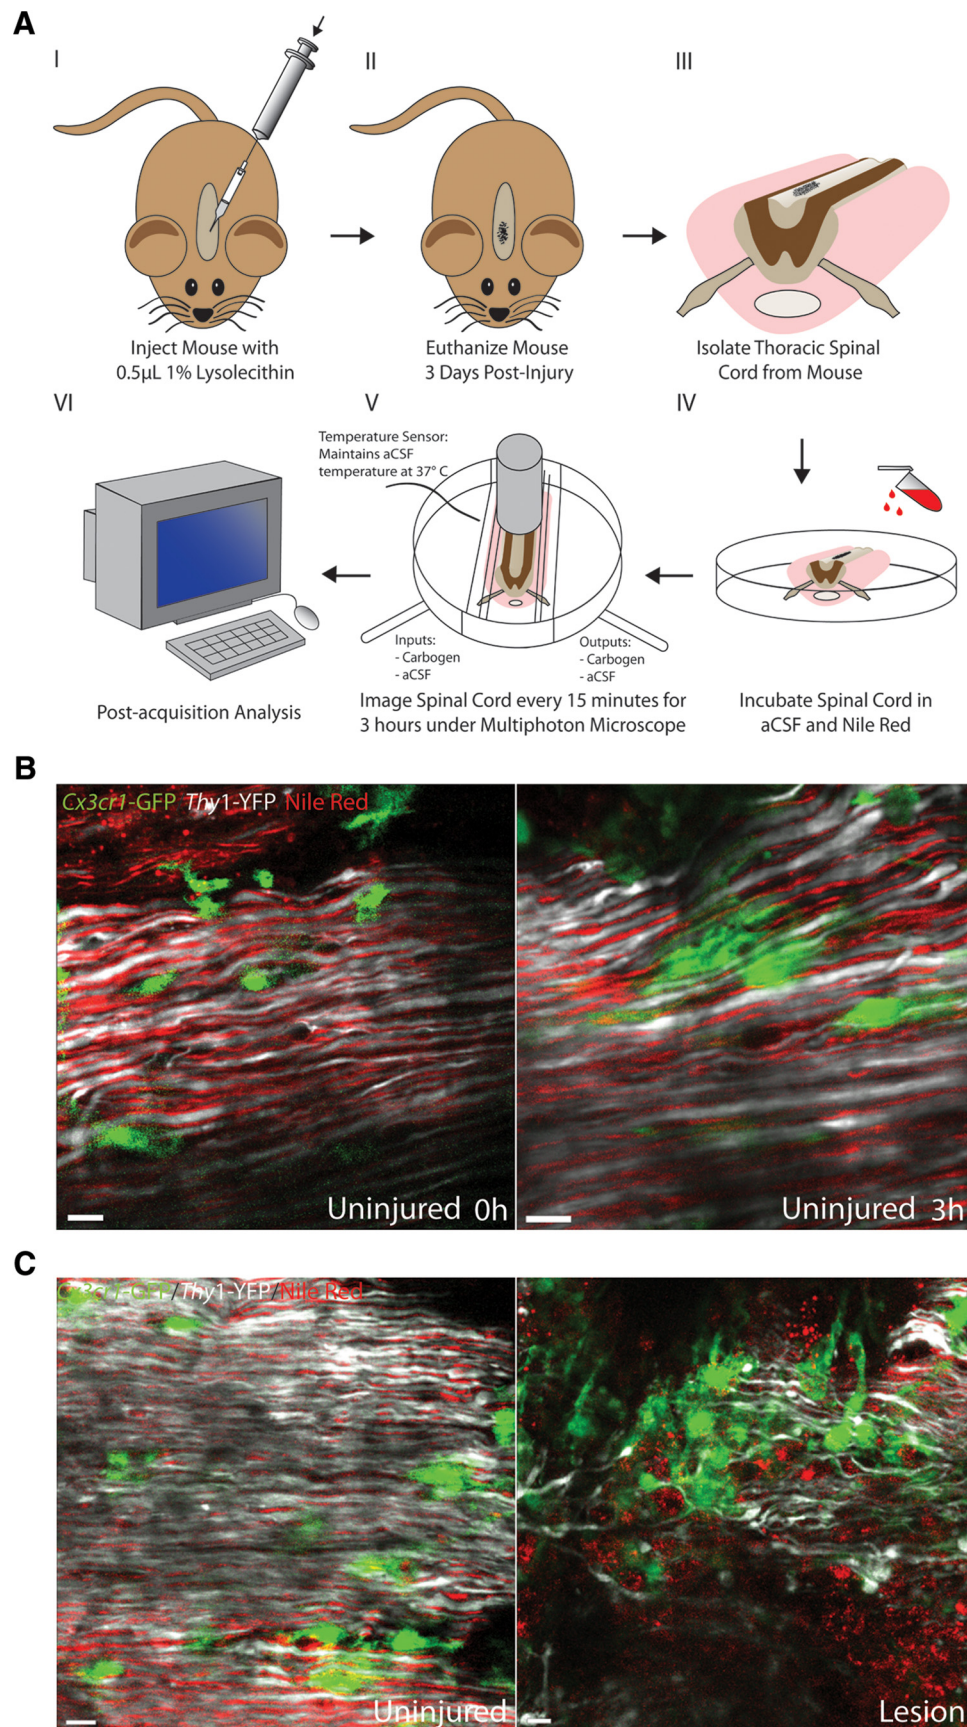 A
I
II
III
Inject Mouse with
0.5µL 1% Lysolecithin
Euthanize Mouse
3 Days Post-Injury
Isolate Thoracic Spinal
Cord from Mouse
VI
V
IV
Temperature Sensor:
Maintains aCSF
temperature at 37° C
Inputs:
- Carbogen
- aCSF
Outputs:
- Carbogen
- aCSF
Post-acquisition Analysis
Image Spinal Cord every 15 minutes for
3 hours under Multiphoton Microscope
Incubate Spinal Cord in
aCSF and Nile Red
B
Cx3cr1-GFP Thy1-YFP Nile Red
Uninjured 0h
Uninjured 3h
C
Cx3cr1-GFP/Thy1-YFP/Nile Red
Uninjured
Lesion